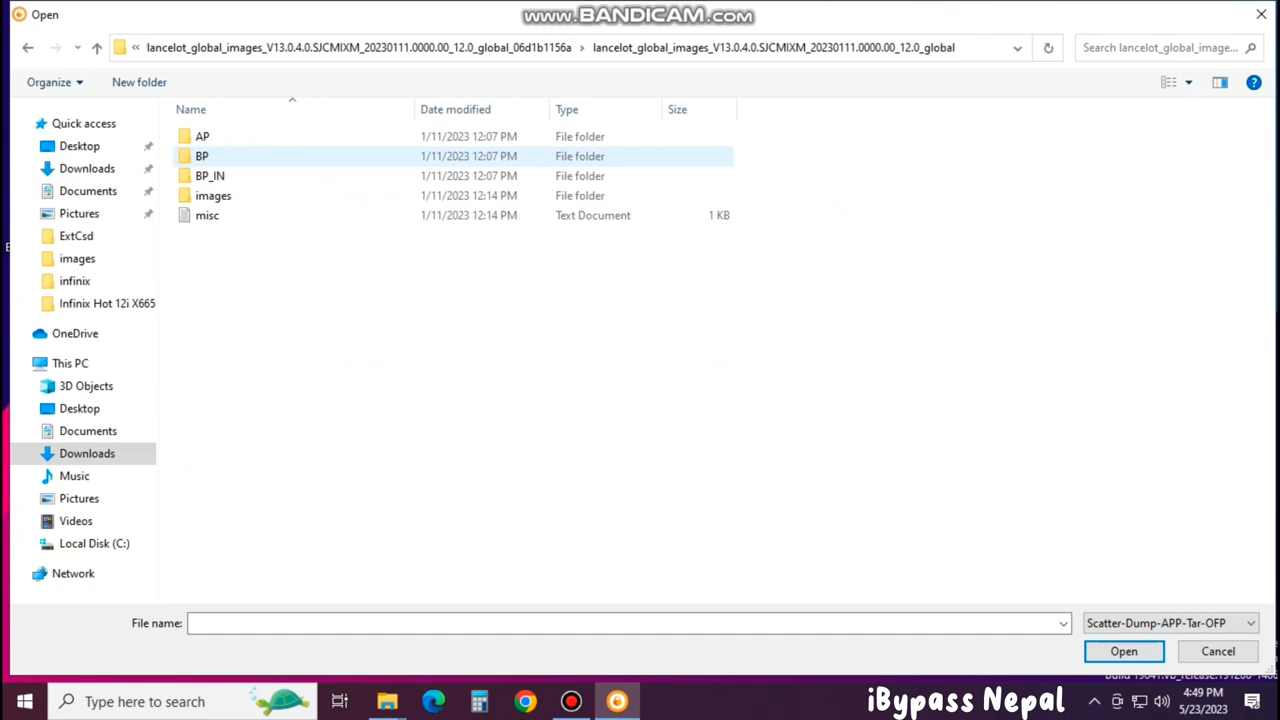 Open
www.BANDICAM.com
« lancelot_global_images_V13.0.4.0.SJCMIXM_20230111.0000.00_12.0_global_06d1b1156a › lancelot_global_images_V13.0.4.0.SJCMIXM_20230111.0000.00_12.0_global
Search lancelot_global_image...
Organize
New folder
Name
Date modified
Type
Size
AP 1/11/2023 12:07 PM File folder
BP 1/11/2023 12:07 PM File folder
BP_IN 1/11/2023 12:07 PM File folder
images 1/11/2023 12:14 PM File folder
misc 1/11/2023 12:14 PM Text Document 1 KB
Quick access
Desktop
Downloads
Documents
Pictures
ExtCsd
images
infinix
Infinix Hot 12i X665
OneDrive
This PC
3D Objects
Desktop
Documents
Downloads
Music
Pictures
Videos
Local Disk (C:)
Network
File name:
Scatter-Dump-APP-Tar-OFP
Open
Cancel
Type here to search
iBypass Nepal
4:49 PM
5/23/2023